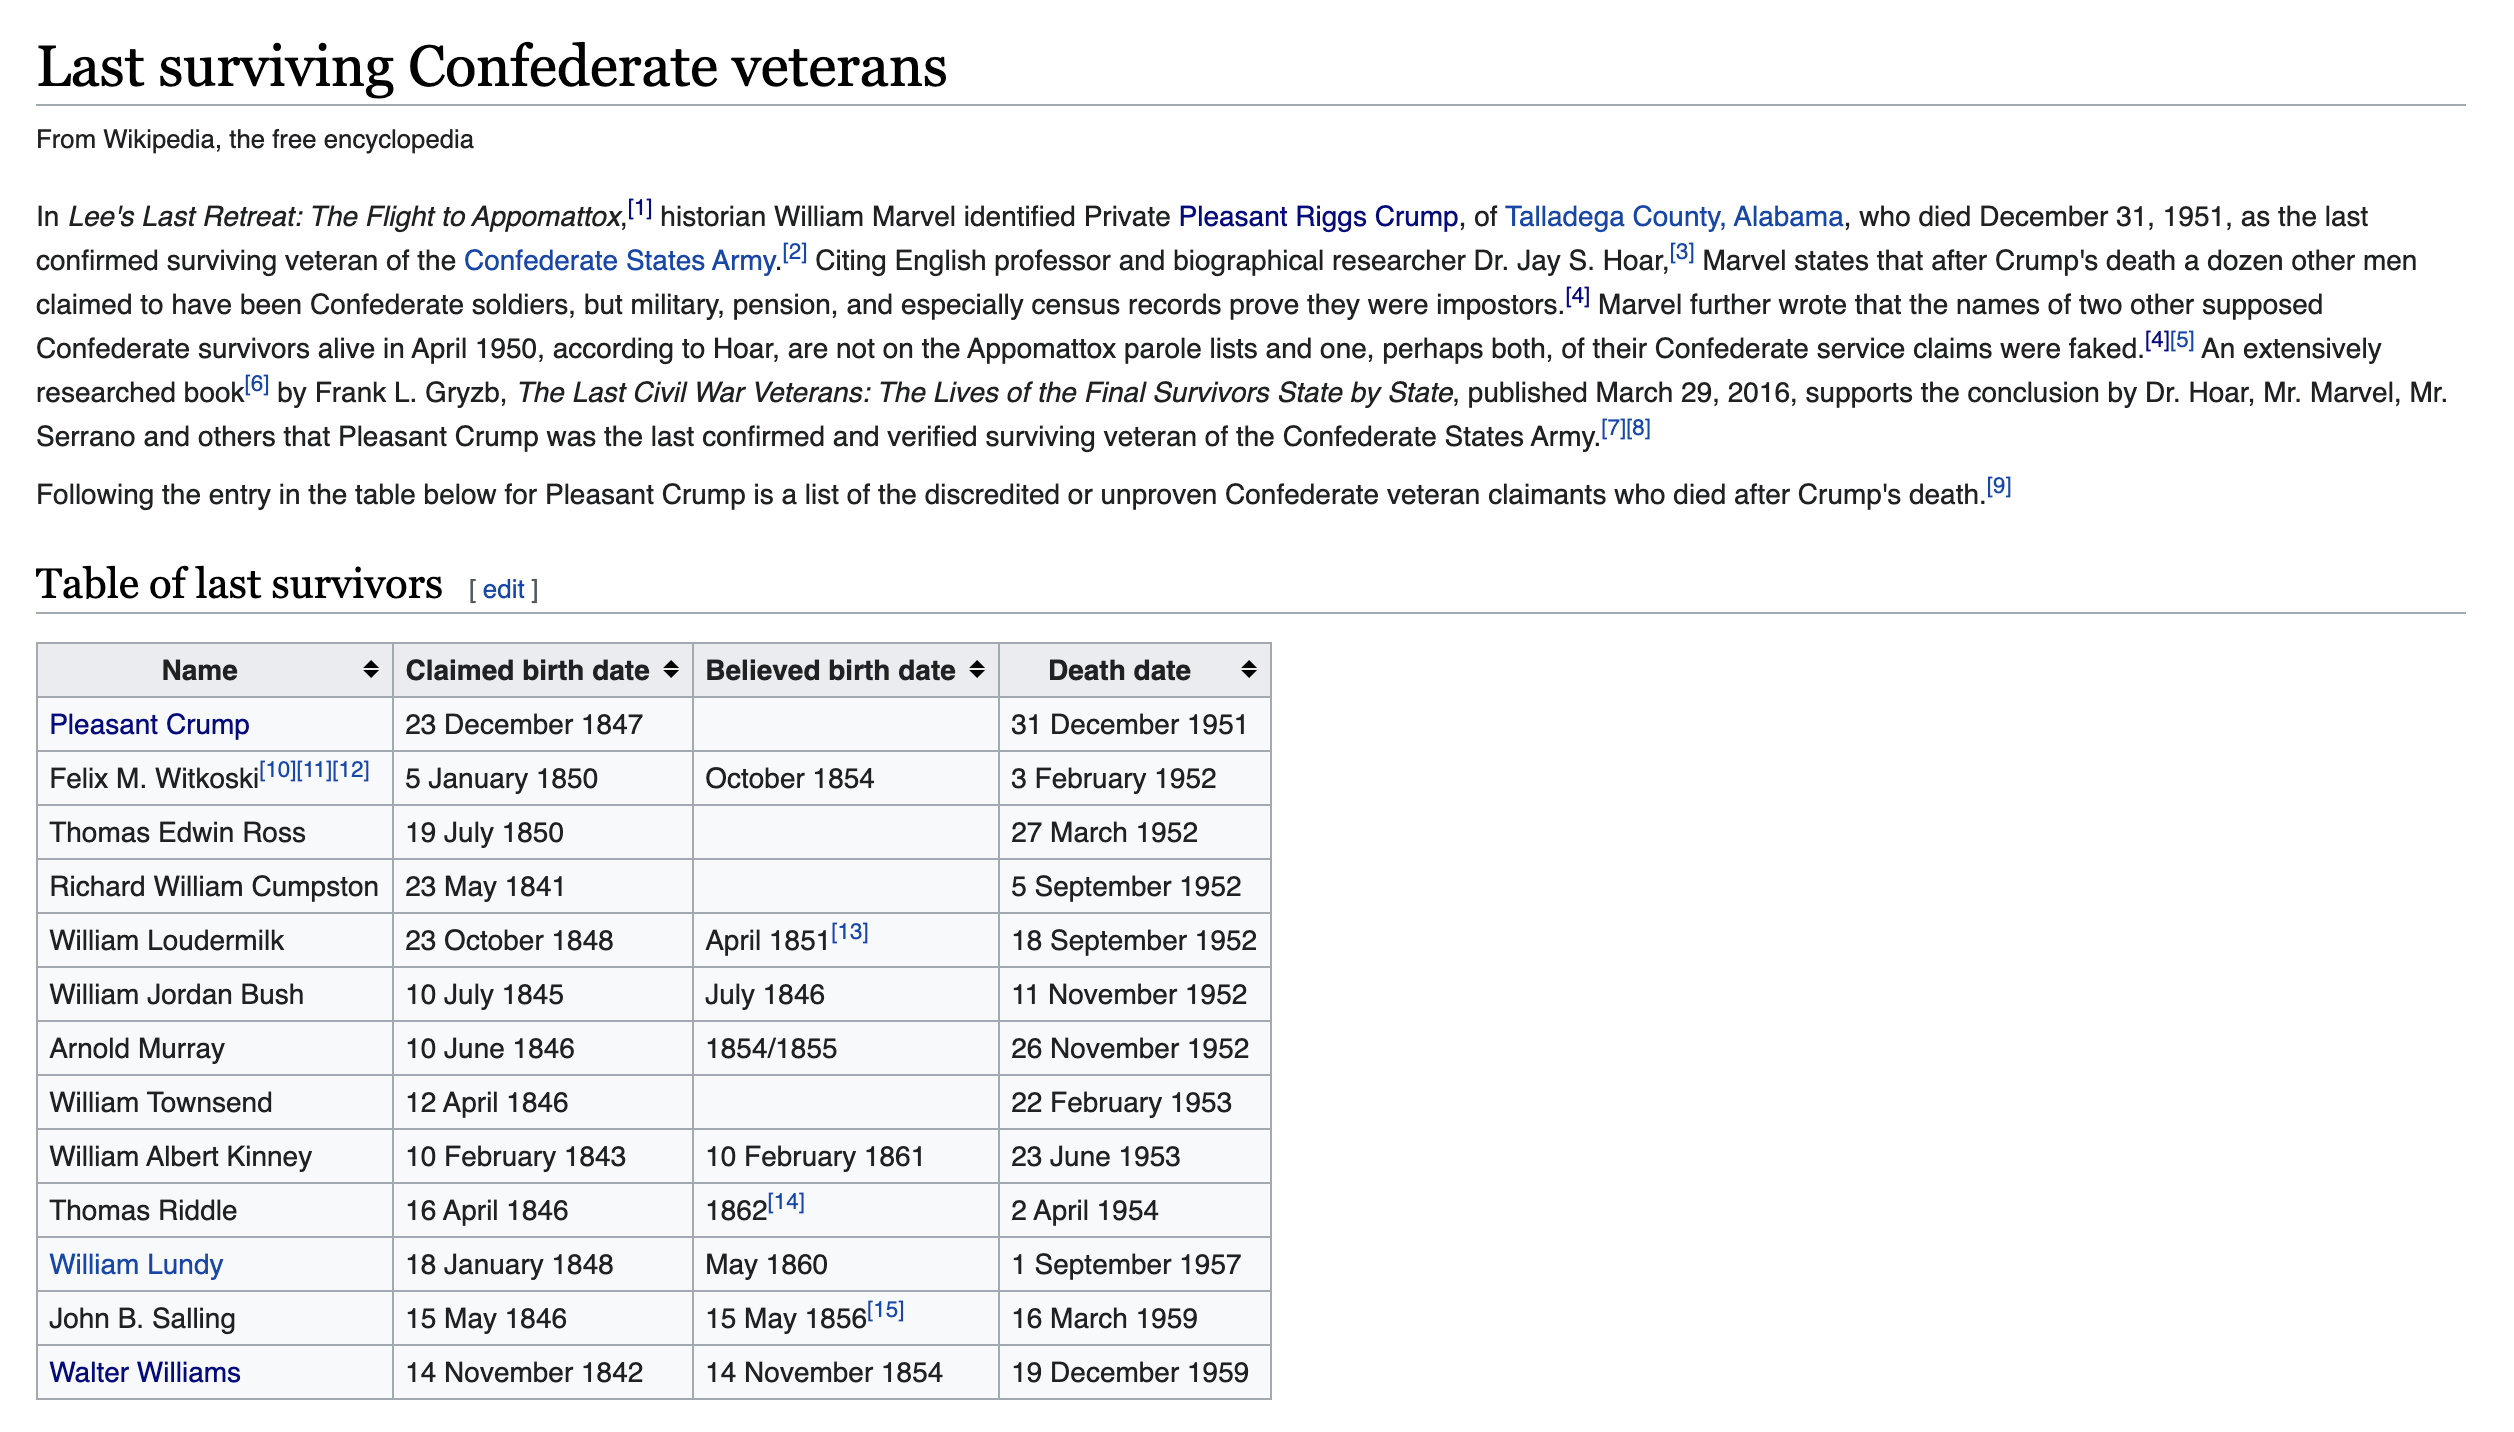 Last surviving Confederate veterans
From Wikipedia, the free encyclopedia
In Lee's Last Retreat: The Flight to Appomattox,[1] historian William Marvel identified Private Pleasant Riggs Crump, of Talladega County, Alabama, who died December 31, 1951, as the last
confirmed surviving veteran of the Confederate States Army.[2] Citing English professor and biographical researcher Dr. Jay S. Hoar,[3] Marvel states that after Crump's death a dozen other men
claimed to have been Confederate soldiers, but military, pension, and especially census records prove they were impostors.[4] Marvel further wrote that the names of two other supposed
Confederate survivors alive in April 1950, according to Hoar, are not on the Appomattox parole lists and one, perhaps both, of their Confederate service claims were faked.[4][5] An extensively
researched book[6] by Frank L. Gryzb, The Last Civil War Veterans: The Lives of the Final Survivors State by State, published March 29, 2016, supports the conclusion by Dr. Hoar, Mr. Marvel, Mr.
Serrano and others that Pleasant Crump was the last confirmed and verified surviving veteran of the Confederate States Army.[7][8]
Following the entry in the table below for Pleasant Crump is a list of the discredited or unproven Confederate veteran claimants who died after Crump's death.[9]
Table of last survivors [ edit ]
Name Claimed birth date Believed birth date Death date
Pleasant Crump 23 December 1847 31 December 1951
Felix M. Witkoski[10][11][12] 5 January 1850 October 1854 3 February 1952
Thomas Edwin Ross 19 July 1850 27 March 1952
Richard William Cumpston 23 May 1841 5 September 1952
William Loudermilk 23 October 1848 April 1851[13] 18 September 1952
William Jordan Bush 10 July 1845 July 1846 11 November 1952
Arnold Murray 10 June 1846 1854/1855 26 November 1952
William Townsend 12 April 1846 22 February 1953
William Albert Kinney 10 February 1843 10 February 1861 23 June 1953
Thomas Riddle 16 April 1846 1862[14] 2 April 1954
William Lundy 18 January 1848 May 1860 1 September 1957
John B. Salling 15 May 1846 15 May 1856[15] 16 March 1959
Walter Williams 14 November 1842 14 November 1854 19 December 1959